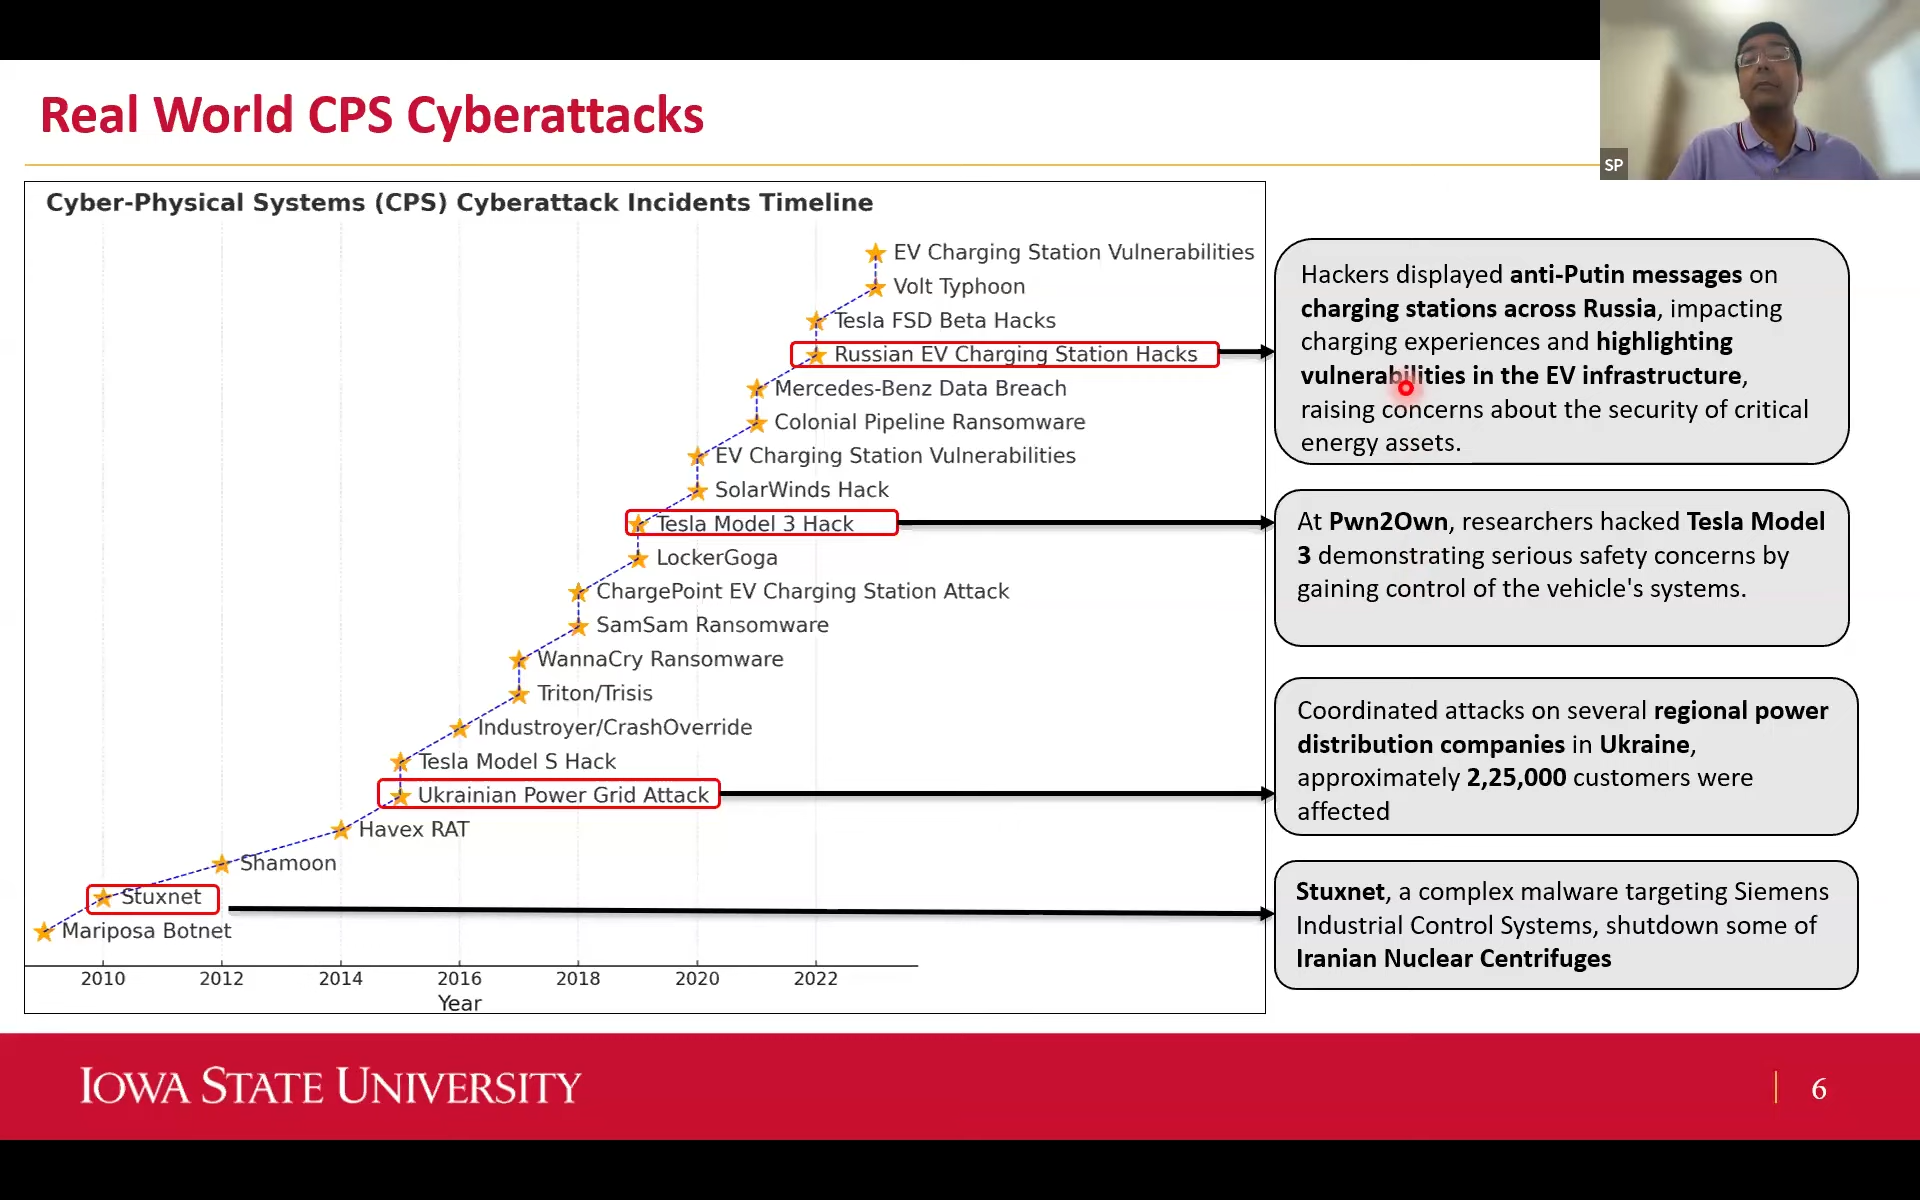 Real World CPS Cyberattacks
SP
Cyber-Physical Systems (CPS) Cyberattack Incidents Timeline
EV Charging Station Vulnerabilities
Volt Typhoon
Tesla FSD Beta Hacks
Russian EV Charging Station Hacks
Mercedes-Benz Data Breach
Colonial Pipeline Ransomware
EV Charging Station Vulnerabilities
SolarWinds Hack
Tesla Model 3 Hack
LockerGoga
ChargePoint EV Charging Station Attack
SamSam Ransomware
WannaCry Ransomware
Triton/Trisis
Industroyer/CrashOverride
Tesla Model S Hack
Ukrainian Power Grid Attack
Havex RAT
Shamoon
Stuxnet
Mariposa Botnet
2010 2012 2014 2016 2018 2020 2022
Year
Hackers displayed anti-Putin messages on
charging stations across Russia, impacting
charging experiences and highlighting
vulnerabilities in the EV infrastructure,
raising concerns about the security of critical
energy assets.
At Pwn2Own, researchers hacked Tesla Model
3 demonstrating serious safety concerns by
gaining control of the vehicle's systems.
Coordinated attacks on several regional power
distribution companies in Ukraine,
approximately 2,25,000 customers were
affected
Stuxnet, a complex malware targeting Siemens
Industrial Control Systems, shutdown some of
Iranian Nuclear Centrifuges
IOWA STATE UNIVERSITY
6